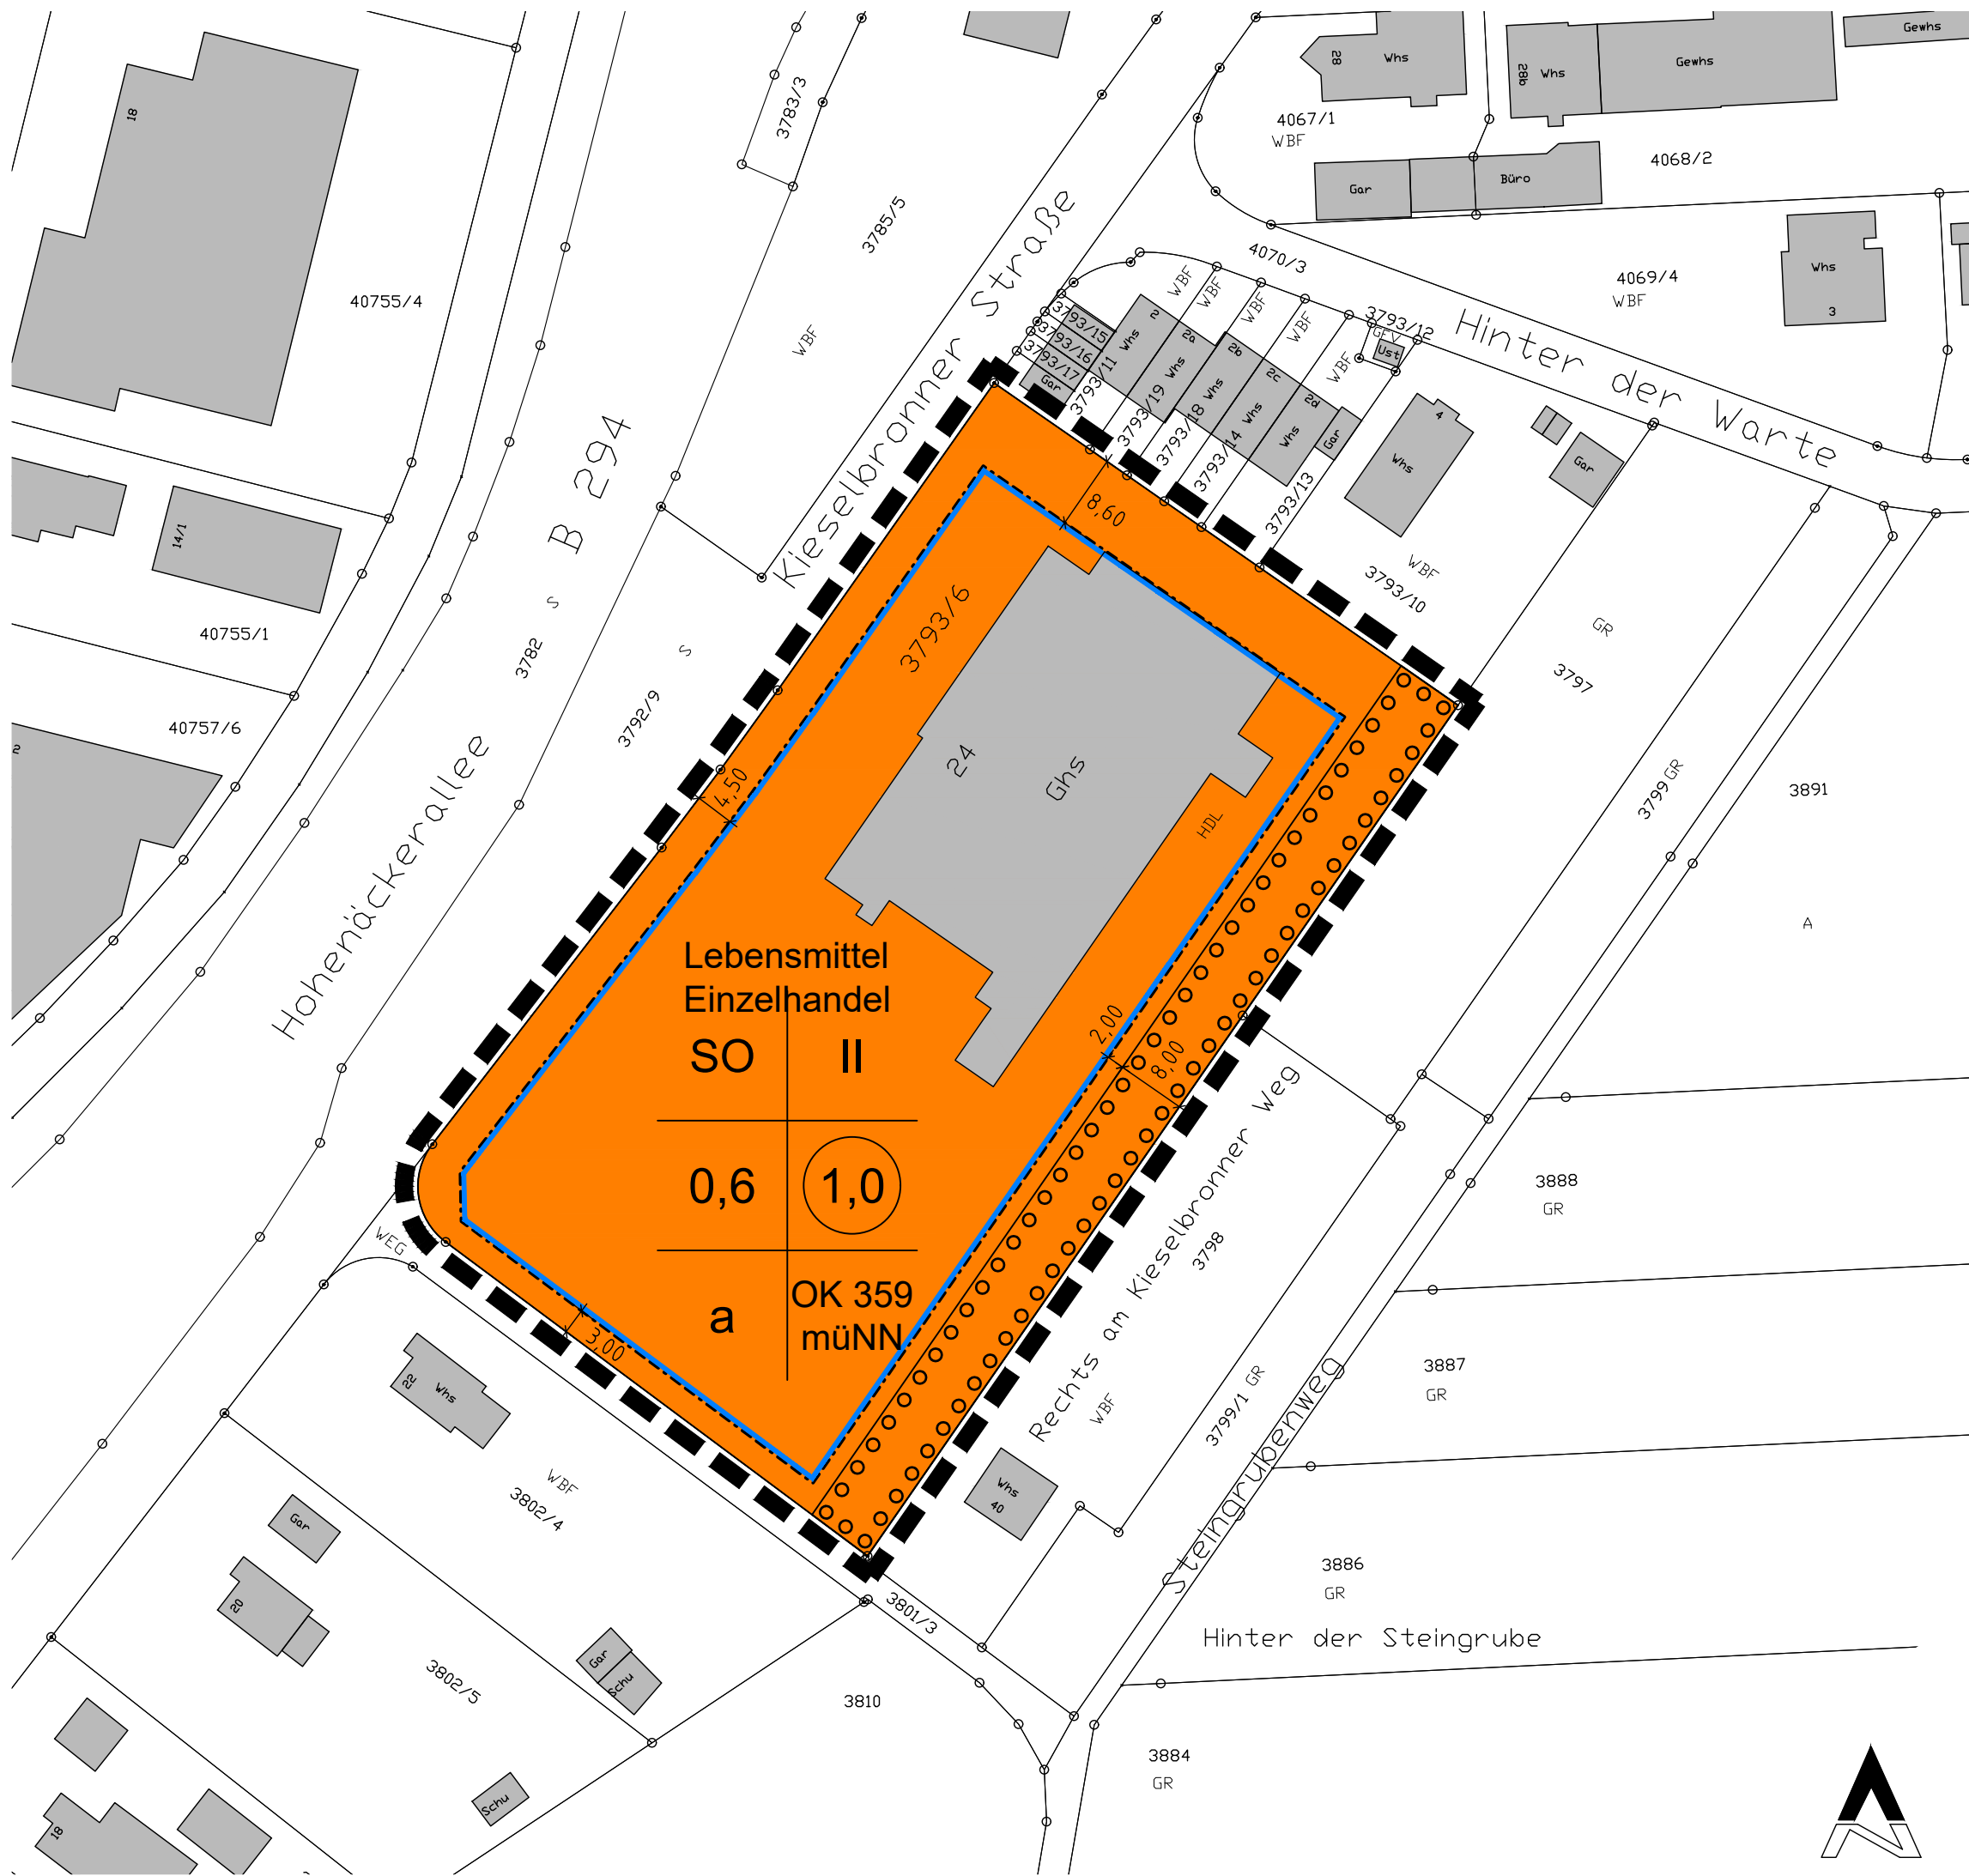 18
3783/3
28
Whs
28b
Whs
Gewhs
Gewhs
4067/1
WBF
4068/2
Gar
Büro
3785/5
WBF
40755/4
4070/3
4069/4
WBF
Whs
3
Kieselbronner Straße
Hinter der Warte
WBF
WBF
WBF
WBF
WBF
3793/12
GFV
Ust
3793/15
3793/16
3793/17
Gar
3793/11
Whs
2
2a
Whs
3793/19
2b
Whs
3793/18
2c
Whs
3793/14
2d
Whs
Gar
3793/13
4
Whs
Gar
B 294
14/1
40755/1
3782
S
S
3792/9
40757/6
2
8,60
3793/6
WBF
3793/10
GR
3797
4,50
24
Ghs
HDL
3799 GR
3891
A
Hohenäckerallee
Lebensmittel
Einzelhandel
SO
II
0,6
1,0
a
OK 359
müNN
2,00
8,00
3,00
WEG
Rechts am Kieselbronner Weg
3798
WBF
3888
GR
3887
GR
3799/1 GR
Steingrubenweg
22
Whs
WBF
3802/4
Whs
40
Gar
20
3886
GR
Hinter der Steingrube
3801/3
Gar
Schu
3802/5
3810
3884
GR
Schu
18